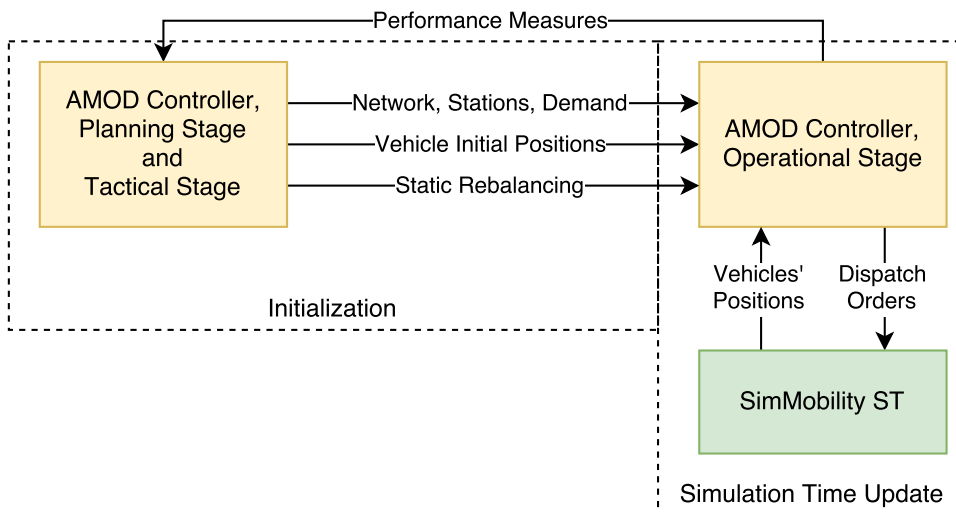 Performance Measures
AMOD Controller,
Planning Stage
and
Tactical Stage
Network, Stations, Demand
Vehicle Initial Positions
Static Rebalancing
AMOD Controller,
Operational Stage
Vehicles'
Positions
Dispatch
Orders
Initialization
SimMobility ST
Simulation Time Update